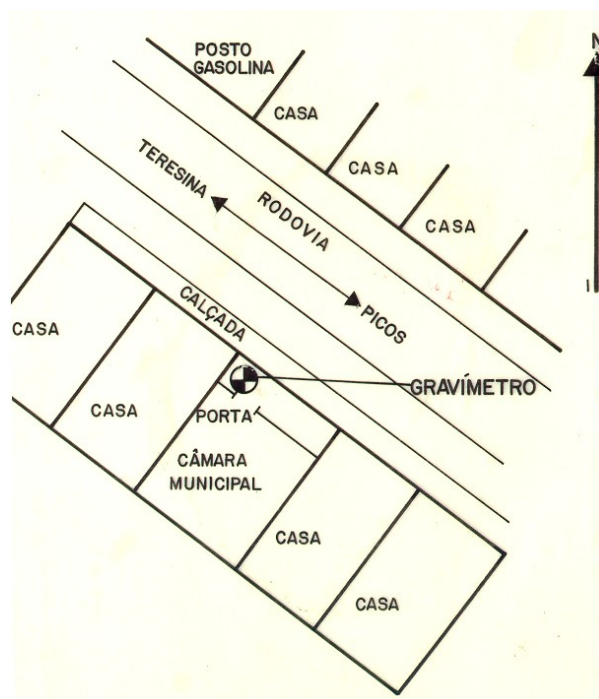 POSTO
GASOLINA
N
CASA
CASA
CASA
TERESINA
RODOVIA
PICOS
CALÇADA
CASA
CASA
GRAVÍMETRO
PORTA
CÂMARA
MUNICIPAL
CASA
CASA